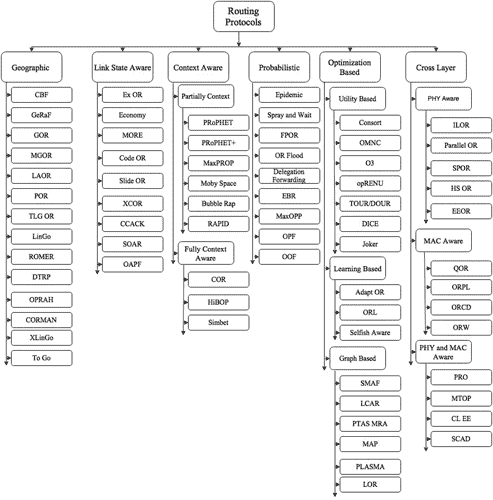 Routing
Protocols
Geographic
CBF
GeRaF
GOR
MGOR
LAOR
POR
TLG OR
LinGo
ROMER
DTRP
OPRAH
CORMAN
XLinGo
To Go
Link State Aware
Ex OR
Economy
MORE
Code OR
Slide OR
XCOR
CCACK
SOAR
OAPF
Context Aware
Partially Context
PRoPHET
PRoPHET+
MaxPROP
Moby Space
Bubble Rap
RAPID
Fully Context
Aware
COR
HiBOP
Simbet
Probabilistic
Epidemic
Spray and Wait
FPOR
OR Flood
Delegation
Forwarding
EBR
MaxOPP
OPF
OOF
Optimization
Based
Utility Based
Consort
OMNC
O3
opRENU
TOUR/DOUR
DICE
Joker
Learning Based
Adapt OR
ORL
Selfish Aware
Graph Based
SMAF
LCAR
PTAS MRA
MAP
PLASMA
LOR
Cross Layer
PHY Aware
ILOR
Parallel OR
SPOR
HS OR
EEOR
MAC Aware
QOR
ORPL
ORCD
ORW
PHY and MAC
Aware
PRO
MTOP
CL EE
SCAD